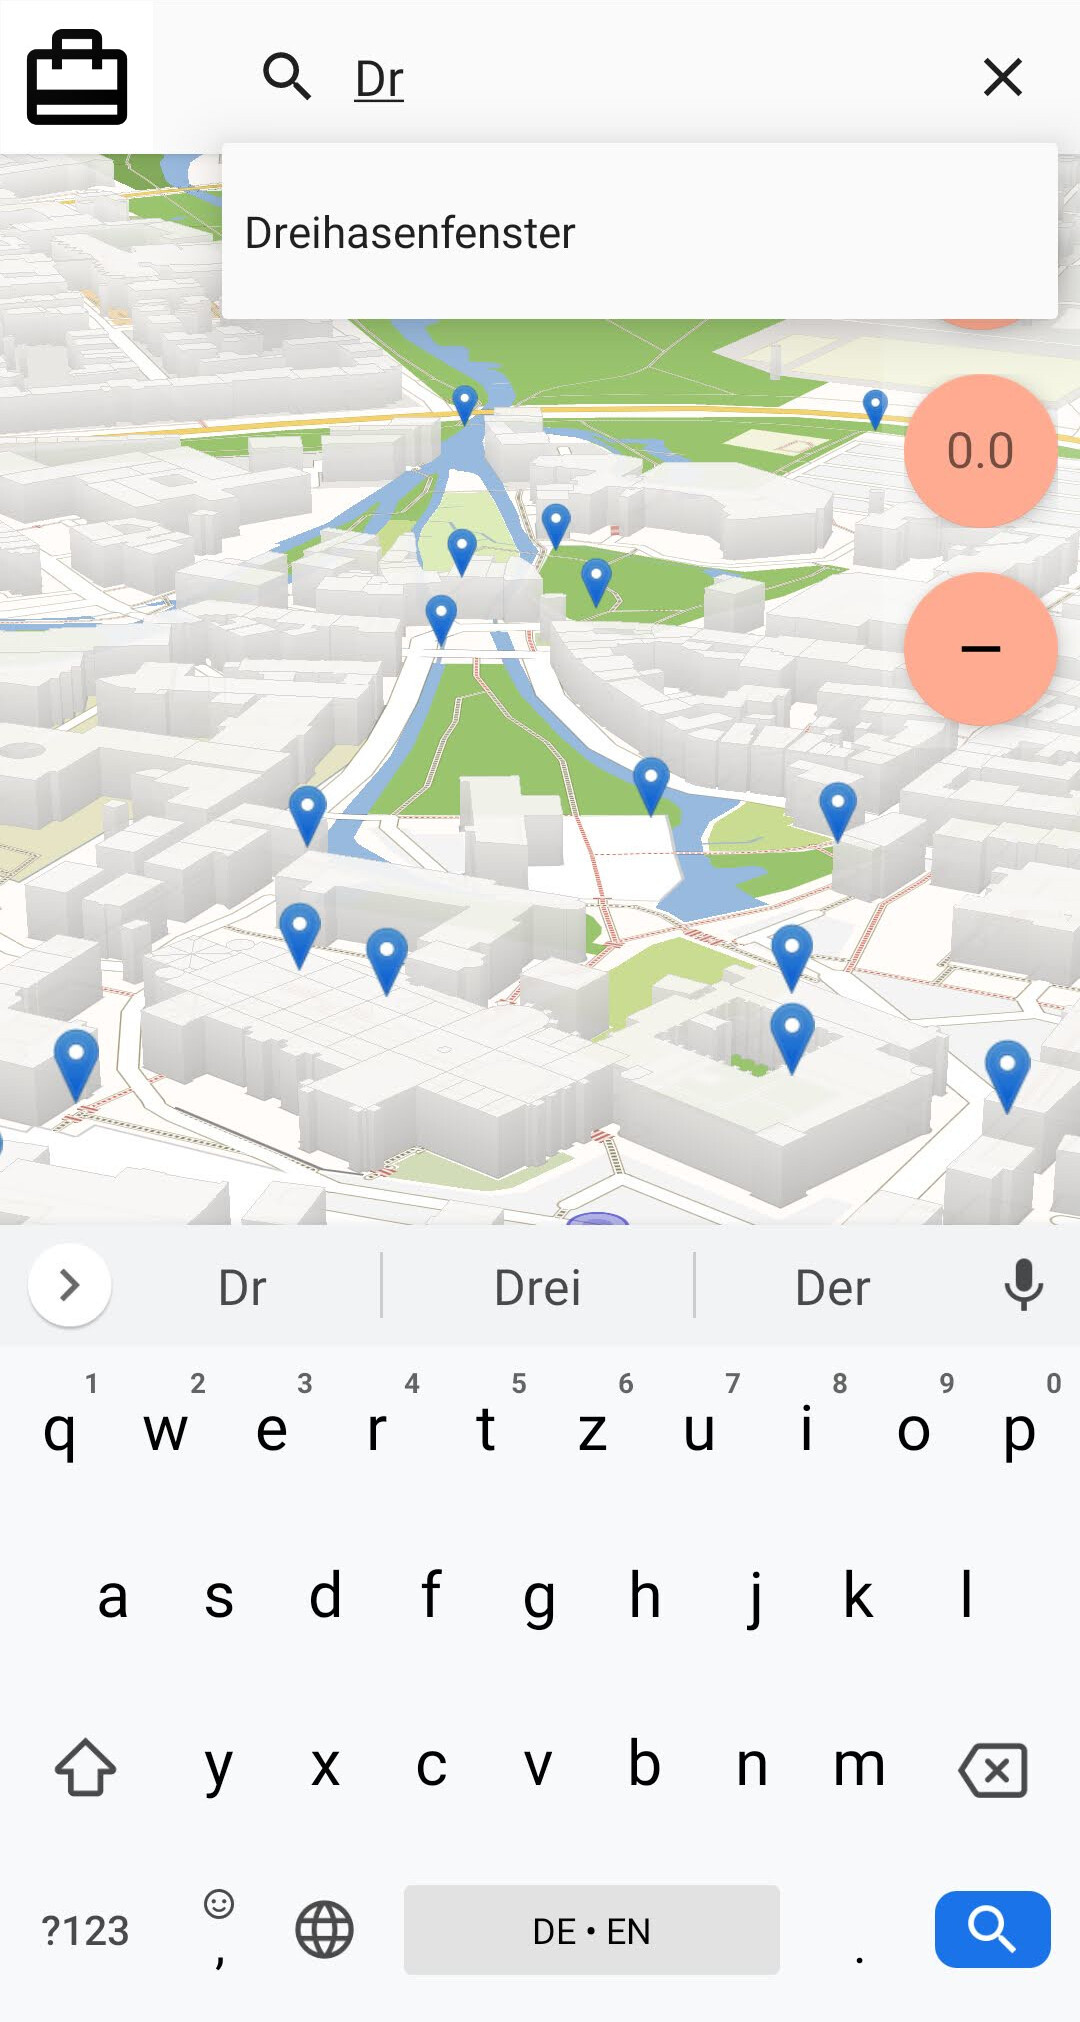 Dr
Dreihasenfenster
0.0
Dr Drei Der
1 2 3 4 5 6 7 8 9 0
q w e r t z u i o p
a s d f g h j k l
y x c v b n m
?123 , DE • EN .